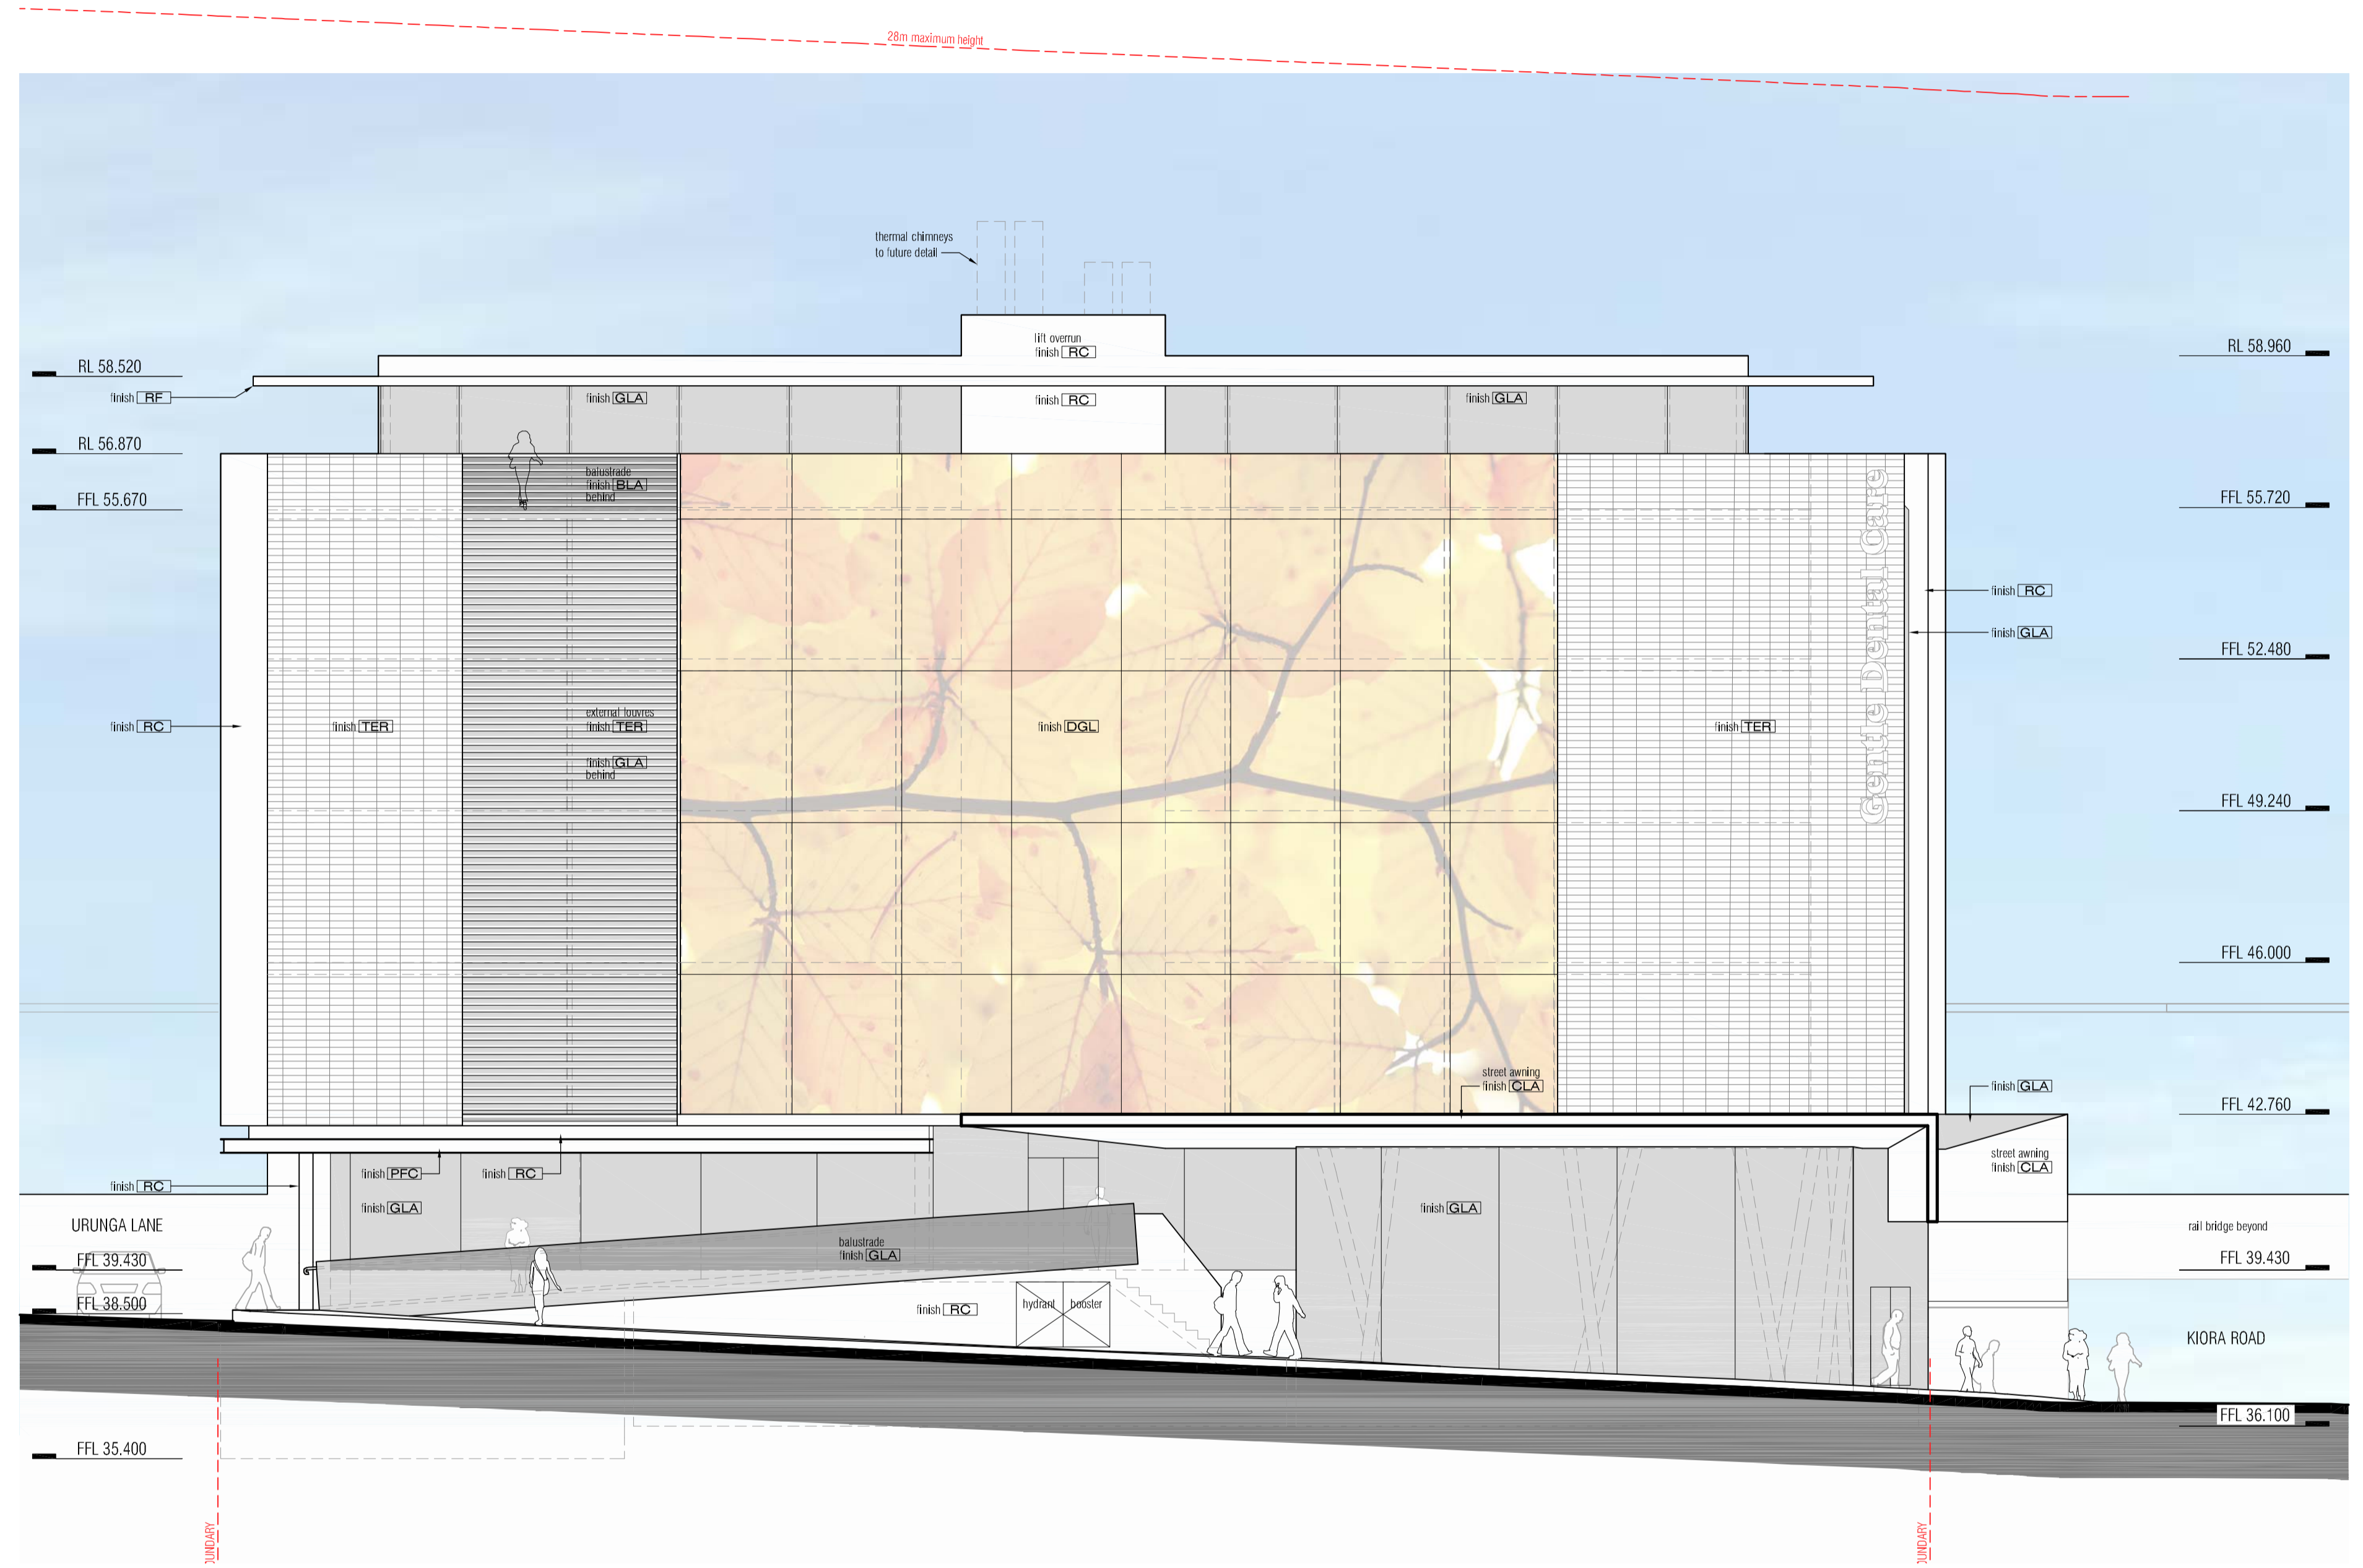 28m maximum height
thermal chimneys
to future detail
lift overrun
finish RC
RL 58.520
RL 58.960
finish RF
finish GLA
finish RC
finish GLA
RL 56.870
balustrade
finish BLA
behind
FFL 55.670
FFL 55.720
Gentle Dental Care
finish RC
finish GLA
FFL 52.480
finish RC
finish TER
external louvres
finish TER
finish GLA
behind
finish DGL
finish TER
FFL 49.240
FFL 46.000
street awning
finish CLA
finish GLA
FFL 42.760
street awning
finish CLA
finish PFC
finish RC
finish RC
finish GLA
finish GLA
URUNGA LANE
rail bridge beyond
balustrade
finish GLA
FFL 39.430
FFL 39.430
FFL 38.500
finish RC
hydrant booster
KIORA ROAD
FFL 36.100
FFL 35.400